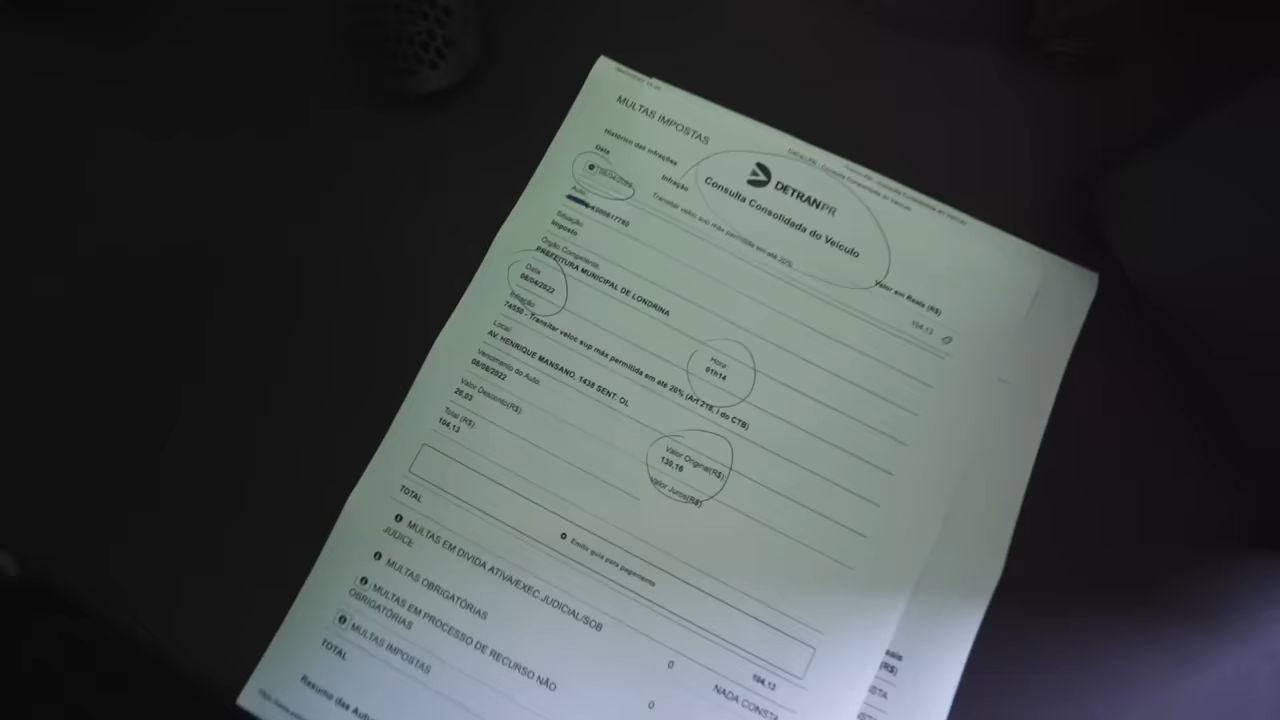 MULTAS IMPOSTAS
DETRANPR
Consulta Consolidada do Veículo
Histórico das infrações
Data
Infração
Valor em Reais (R$)
08/04/2022
Transitar veloc sup máx permitida em até 20%
104,13
Auto:
Situação:
Imposto
Órgão Competente:
PREFEITURA MUNICIPAL DE LONDRINA
Data
08/04/2022
Hora
01h14
Infração:
74550 - Transitar veloc sup máx permitida em até 20% (Art 218, I do CTB)
Local:
AV. HENRIQUE MANSANO, 1438 SENT. OL
Vencimento do Auto:
08/08/2022
Valor Original(R$):
130,16
Valor Desconto(R$):
26,03
Valor Juros(R$):
Total (R$):
104,13
Emitir guia para pagamento
TOTAL
104,13
MULTAS EM DIVIDA ATIVA/EXEC.JUDICIAL/SOB
JUDICE
0
NADA CONSTA
MULTAS OBRIGATÓRIAS
0
MULTAS EM PROCESSO DE RECURSO NÃO
OBRIGATÓRIAS
MULTAS IMPOSTAS
TOTAL